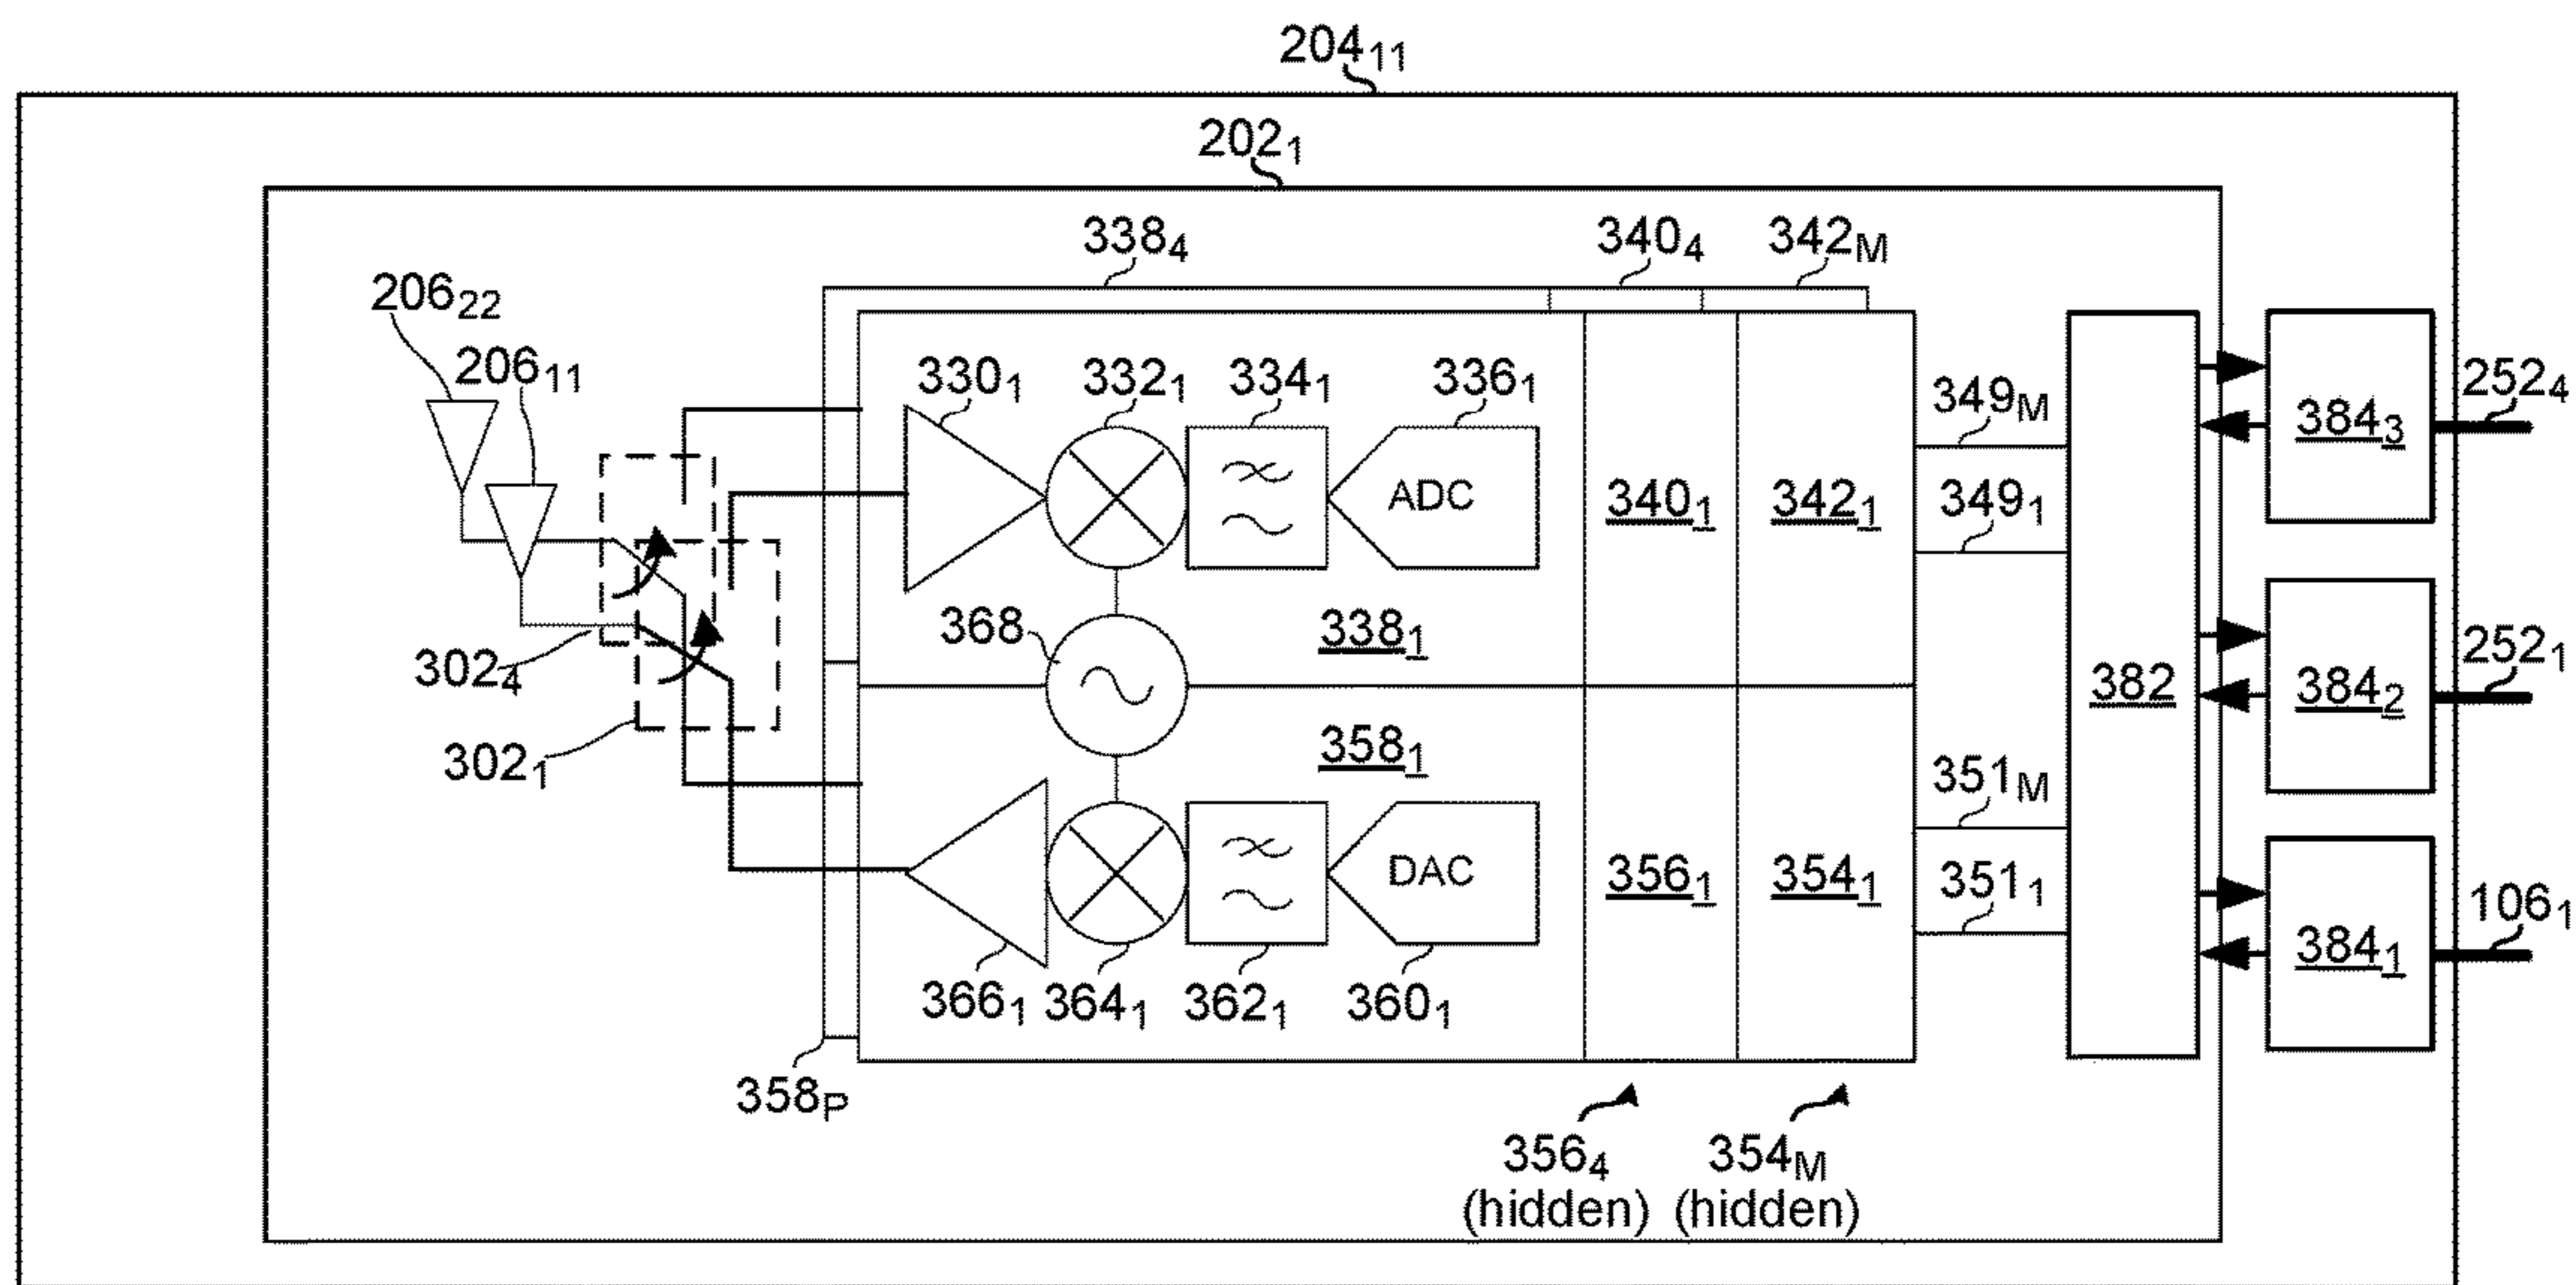 204₁₁
202₁
338₄ 340₄ 342M
206₂₂
206₁₁
330₁ 332₁ 334₁ 336₁
349M 384₃ 252₄
ADC 340₁ 342₁ 349₁
368 338₁
302₄
302₁
358₁
382 384₂ 252₁
351M
DAC 356₁ 354₁ 351₁
384₁ 106₁
366₁ 364₁ 362₁ 360₁
358P
356₄ 354M
(hidden) (hidden)